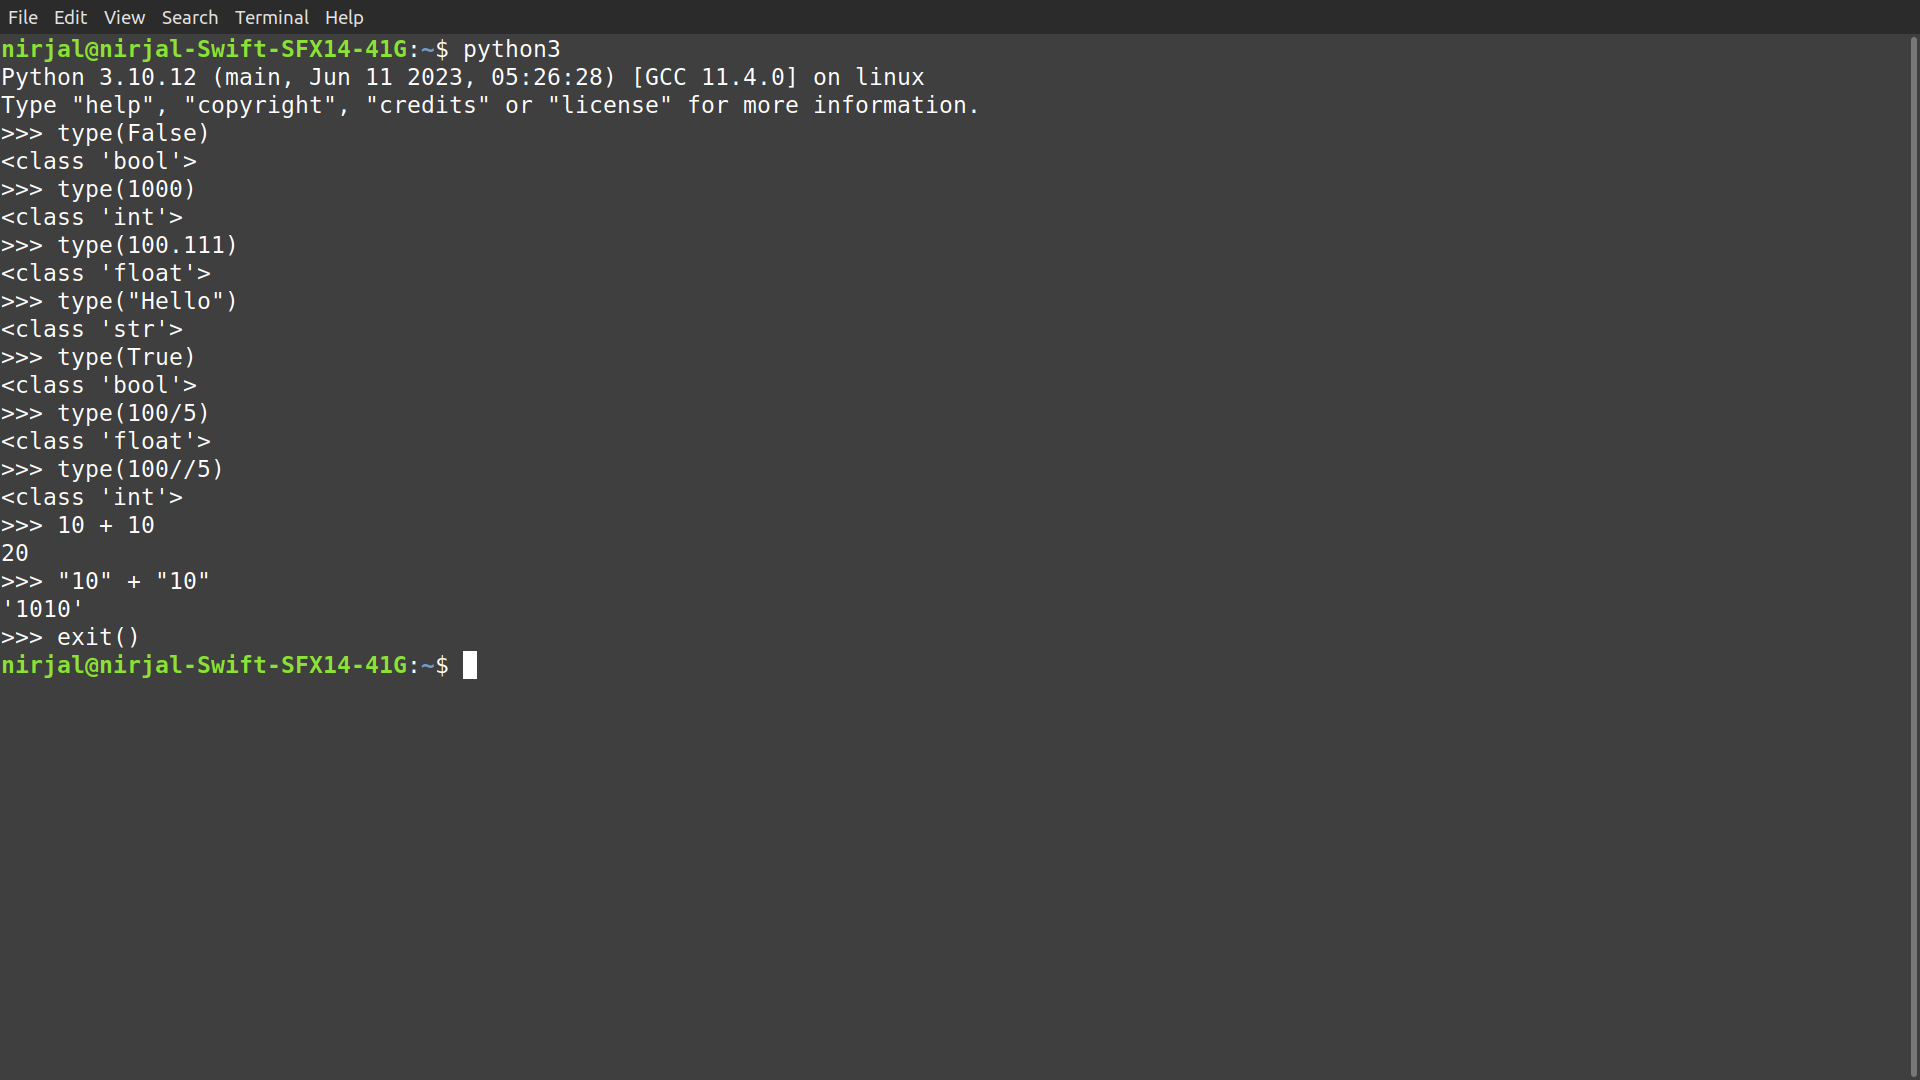 File Edit View Search Terminal Help
nirjal@nirjal-Swift-SFX14-41G:~$ python3
Python 3.10.12 (main, Jun 11 2023, 05:26:28) [GCC 11.4.0] on linux
Type "help", "copyright", "credits" or "license" for more information.
>>> type(False)
<class 'bool'>
>>> type(1000)
<class 'int'>
>>> type(100.111)
<class 'float'>
>>> type("Hello")
<class 'str'>
>>> type(True)
<class 'bool'>
>>> type(100/5)
<class 'float'>
>>> type(100//5)
<class 'int'>
>>> 10 + 10
20
>>> "10" + "10"
'1010'
>>> exit()
nirjal@nirjal-Swift-SFX14-41G:~$